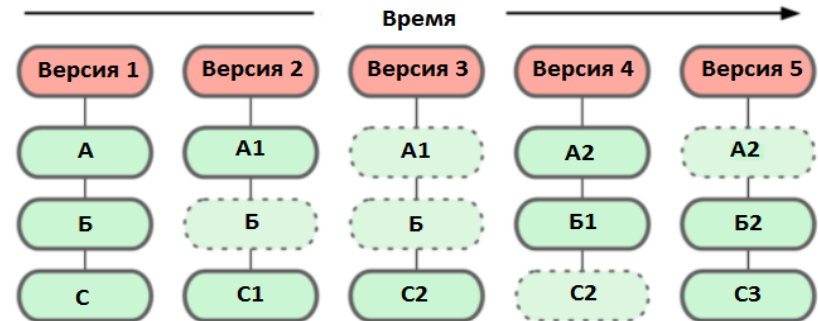 Время
Версия 1 Версия 2 Версия 3 Версия 4 Версия 5
А А1 А1 А2 А2
Б Б Б Б1 Б2
С С1 С2 С2 С3